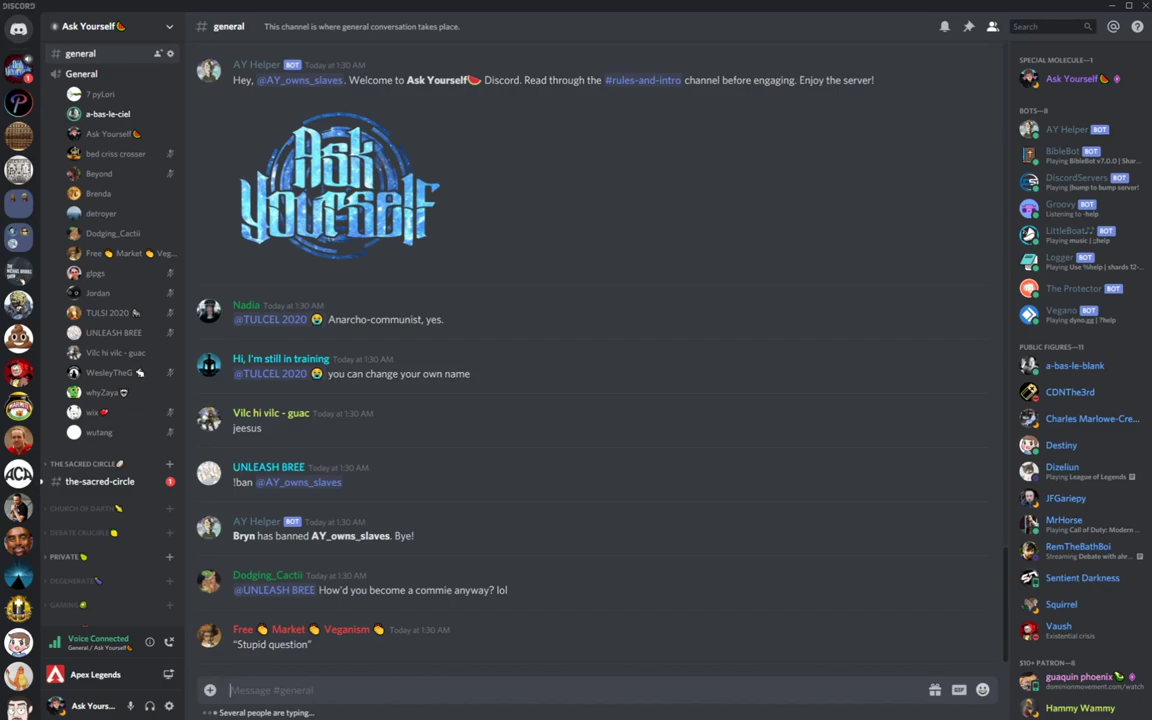 DISCORD
Ask Yourself🍉
# general
This channel is where general conversation takes place.
Search
general
General
7 pyLori
a-bas-le-ciel
Ask Yourself🍉
bed criss crosser
Beyond
Brenda
detroyer
Dodging_Cactii
Free 👏 Market 👏 Veg...
glpgs
Jordan
TULSI 2020
UNLEASH BREE
Vilc hi vilc - guac
WesleyTheG
whyZaya
wix
wutang
THE SACRED CIRCLE
# the-sacred-circle 1
CHURCH OF DARTH
DEBATE CRUCIBLE
PRIVATE
DEGENERATE
GAMING
Voice Connected
General / Ask Yourself🍉
Apex Legends
Ask Yours...
AY Helper BOT Today at 1:30 AM
Hey, @AY_owns_slaves. Welcome to Ask Yourself🍉 Discord. Read through the #rules-and-intro channel before engaging. Enjoy the server!
Ask
Yourself
Nadia Today at 1:30 AM
@TULCEL 2020 😭 Anarcho-communist, yes.
Hi, I'm still in training Today at 1:30 AM
@TULCEL 2020 😭 you can change your own name
Vilc hi vilc - guac Today at 1:30 AM
jeesus
UNLEASH BREE Today at 1:30 AM
!ban @AY_owns_slaves
AY Helper BOT Today at 1:30 AM
Bryn has banned AY_owns_slaves. Bye!
Dodging_Cactii Today at 1:30 AM
@UNLEASH BREE How'd you become a commie anyway? lol
Free 👏 Market 👏 Veganism 👏 Today at 1:30 AM
“Stupid question”
Message #general
GIF
Several people are typing...
SPECIAL MOLECULE—1
Ask Yourself🍉
BOTS—8
AY Helper BOT
BibleBot BOT
Playing BibleBot v7.0.0 | Shar...
DiscordServers BOT
Playing !bump to bump server!
Groovy BOT
Listening to -help
LittleBoat🎶 BOT
Playing music | ;;help
Logger BOT
Playing Use %help | shards 12-...
The Protector BOT
Vegano BOT
Playing dyno.gg | ?help
PUBLIC FIGURES—11
a-bas-le-blank
CDNThe3rd
Charles Marlowe-Cre...
Destiny
Dizeliun
Playing League of Legends
JFGariepy
MrHorse
Playing Call of Duty: Modern ...
RemTheBathBoi
Streaming Debate with ahr...
Sentient Darkness
Squirrel
Vaush
Existential crisis
$10+ PATRON—8
guaquin phoenix
dominionmovement.com/watch
Hammy Wammy